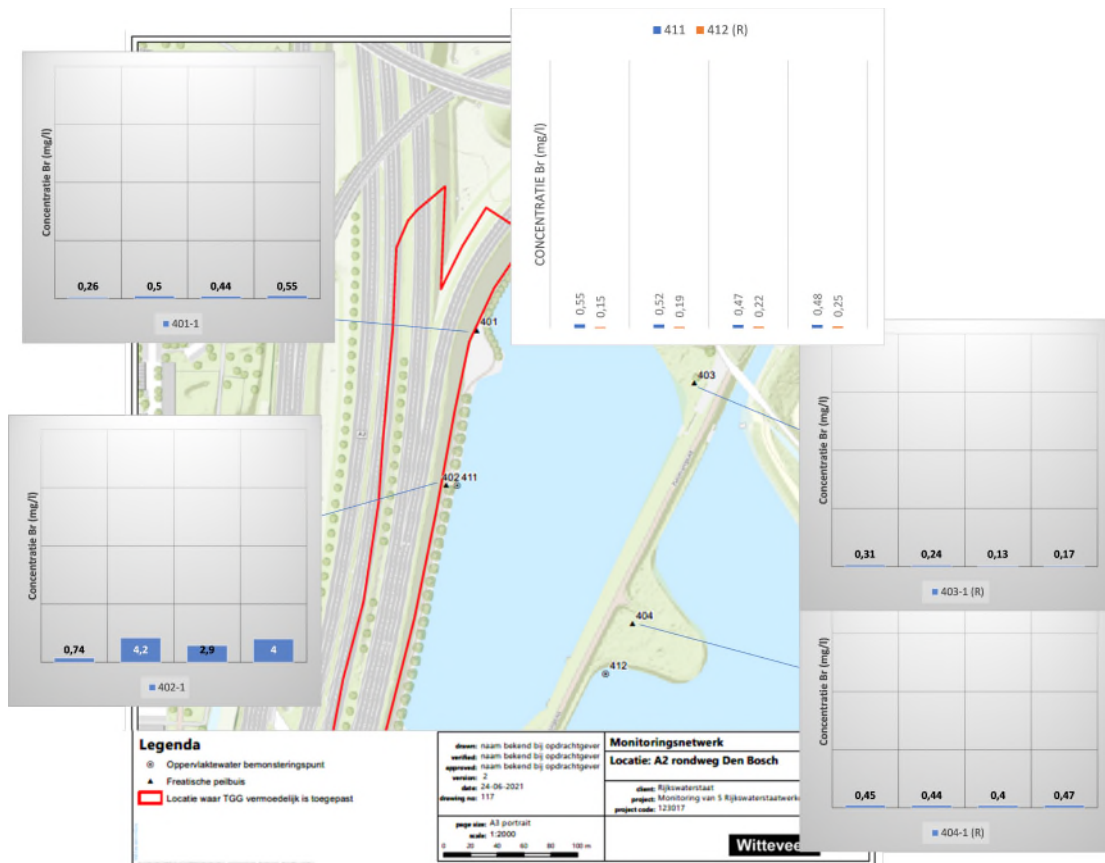 411 412 (R)
CONCENTRATIE Br (mg/l)
0,55 0,15 0,52 0,19 0,47 0,22 0,48 0,25
Concentratie Br (mg/l)
0,26 0,5 0,44 0,55
401-1
401
403
Concentratie Br (mg/l)
0,31 0,24 0,13 0,17
403-1 (R)
Concentratie Br (mg/l)
0,74 4,2 2,9 4
402-1
402 411
404
412
Concentratie Br (mg/l)
0,45 0,44 0,4 0,47
404-1 (R)
Legenda
Oppervlaktewater bemonsteringspunt
Freatische peilbuis
Locatie waar TGG vermoedelijk is toegepast
drawn: naam bekend bij opdrachtgever
verified: naam bekend bij opdrachtgever
approved: naam bekend bij opdrachtgever
version: 2
date: 24-06-2021
drawing no: 117
page size: A3 portrait
scale: 1:2000
0 20 40 60 80 100 m
Monitoringsnetwerk
Locatie: A2 rondweg Den Bosch
client: Rijkswaterstaat
project: Monitoring van 5 Rijkswaterstaatwerk
project code: 123017
Witteveen